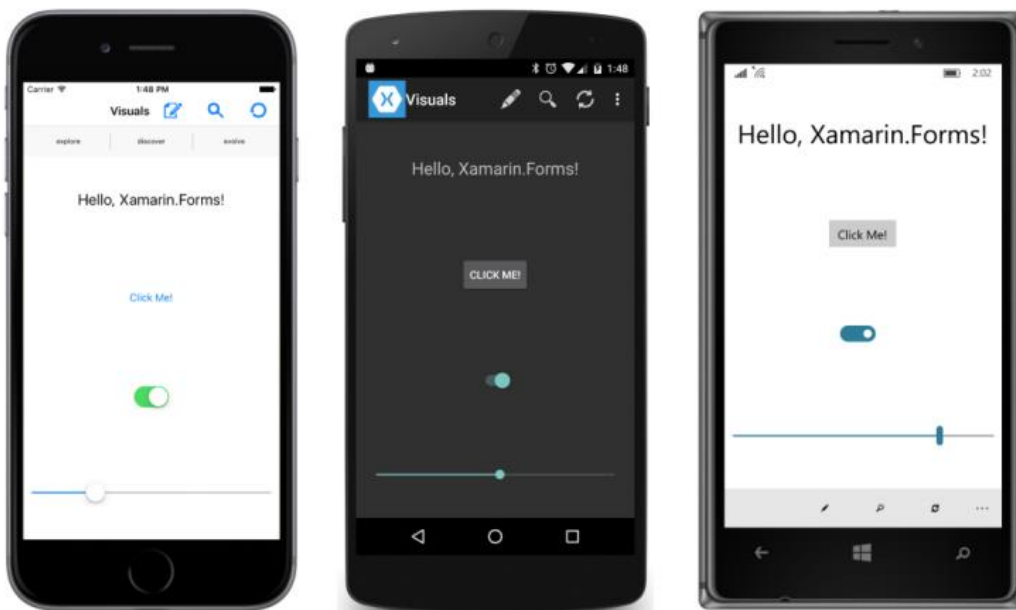 Carrier 1:48 PM
Visuals
explore discover evolve
Hello, Xamarin.Forms!
Click Me!
1:48
Visuals
Hello, Xamarin.Forms!
CLICK ME!
2:02
Hello, Xamarin.Forms!
Click Me!